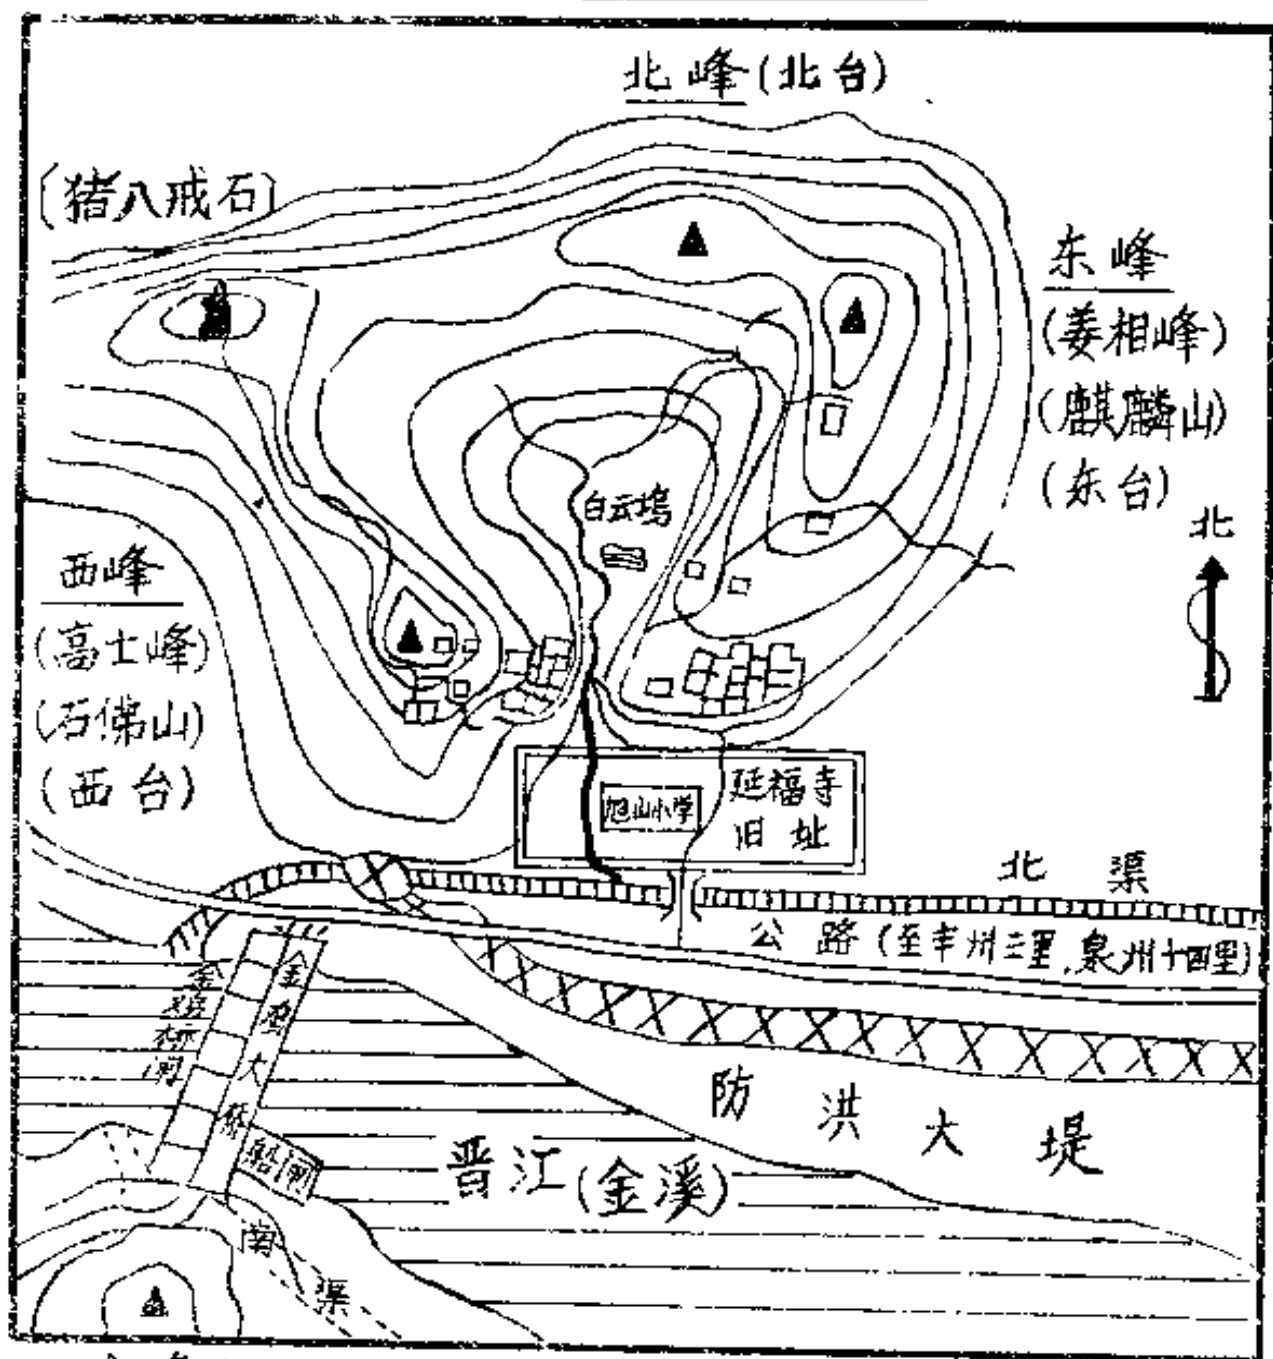 北峰(北台)
〔猪八戒石〕
东峰
(姜相峰)
(麒麟山)
(东台)
北
白云坞
西峰
(高士峰)
(石佛山)
(西台)
延福寺
旧址
旭山小学
北渠
公路(至丰州三里,泉州十四里)
金鸡桥闸
金鸡大桥
船闸
防洪大堤
晋江(金溪)
南渠